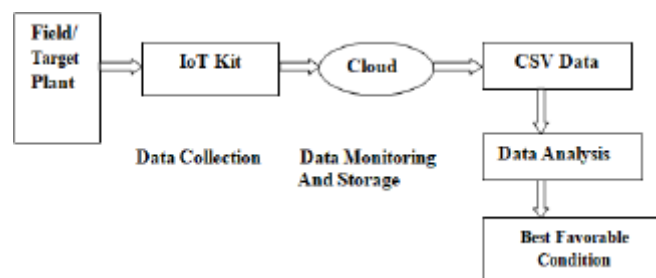 Field/
Target
Plant
IoT Kit
Cloud
CSV Data
Data Collection
Data Monitoring
And Storage
Data Analysis
Best Favorable
Condition